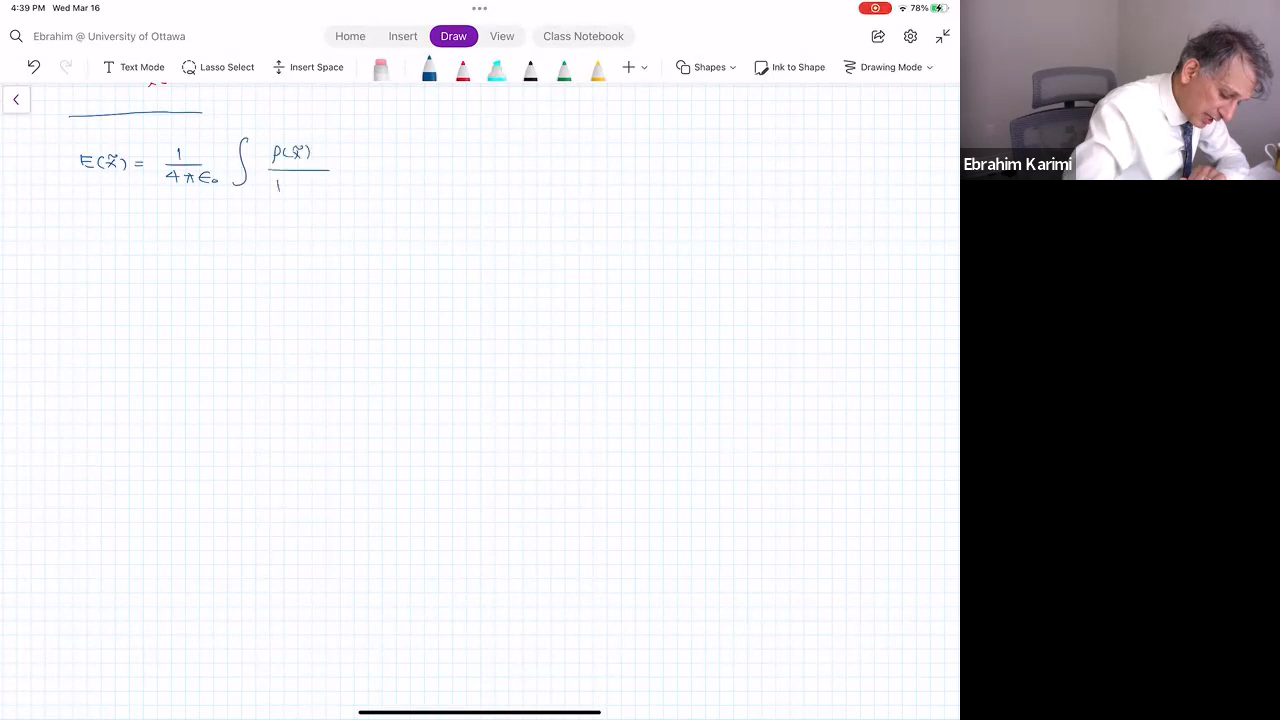 4:39 PM Wed Mar 16
78%
Ebrahim @ University of Ottawa
Home Insert Draw View Class Notebook
Text Mode Lasso Select Insert Space Shapes Ink to Shape Drawing Mode
E(x̃) = 1/4πε₀ ∫ ρ(x̃)/|
Ebrahim Karimi